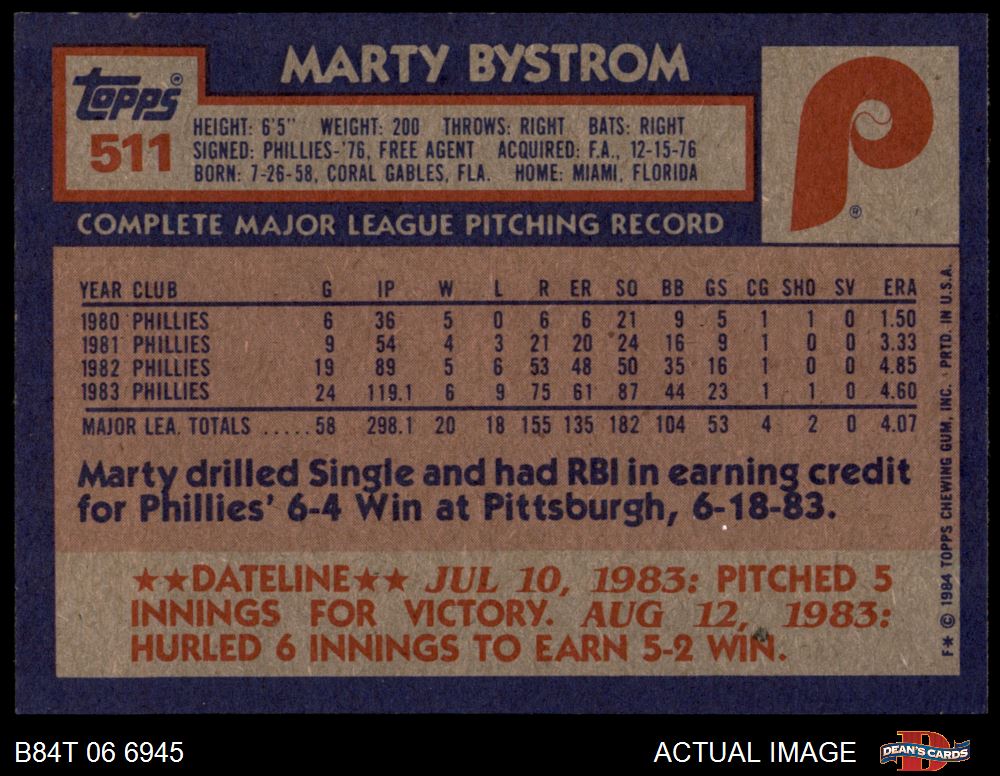 MARTY BYSTROM
Topps®
511
HEIGHT: 6'5" WEIGHT: 200 THROWS: RIGHT BATS: RIGHT
SIGNED: PHILLIES-'76, FREE AGENT ACQUIRED: F.A., 12-15-76
BORN: 7-26-58, CORAL GABLES, FLA. HOME: MIAMI, FLORIDA
P
®
COMPLETE MAJOR LEAGUE PITCHING RECORD
YEAR CLUB G IP W L R ER SO BB GS CG SHO SV ERA
1980 PHILLIES 6 36 5 0 6 6 21 9 5 1 1 0 1.50
1981 PHILLIES 9 54 4 3 21 20 24 16 9 1 0 0 3.33
1982 PHILLIES 19 89 5 6 53 48 50 35 16 1 0 0 4.85
1983 PHILLIES 24 119.1 6 9 75 61 87 44 23 1 1 0 4.60
MAJOR LEA. TOTALS .....58 298.1 20 18 155 135 182 104 53 4 2 0 4.07
Marty drilled Single and had RBI in earning credit
for Phillies' 6-4 Win at Pittsburgh, 6-18-83.
★★DATELINE★★ JUL 10, 1983: PITCHED 5
INNINGS FOR VICTORY. AUG 12, 1983:
HURLED 6 INNINGS TO EARN 5-2 WIN.
F* © 1984 TOPPS CHEWING GUM, INC. · PRTD. IN U.S.A.
B84T 06 6945
ACTUAL IMAGE
D
DEAN'S CARDS